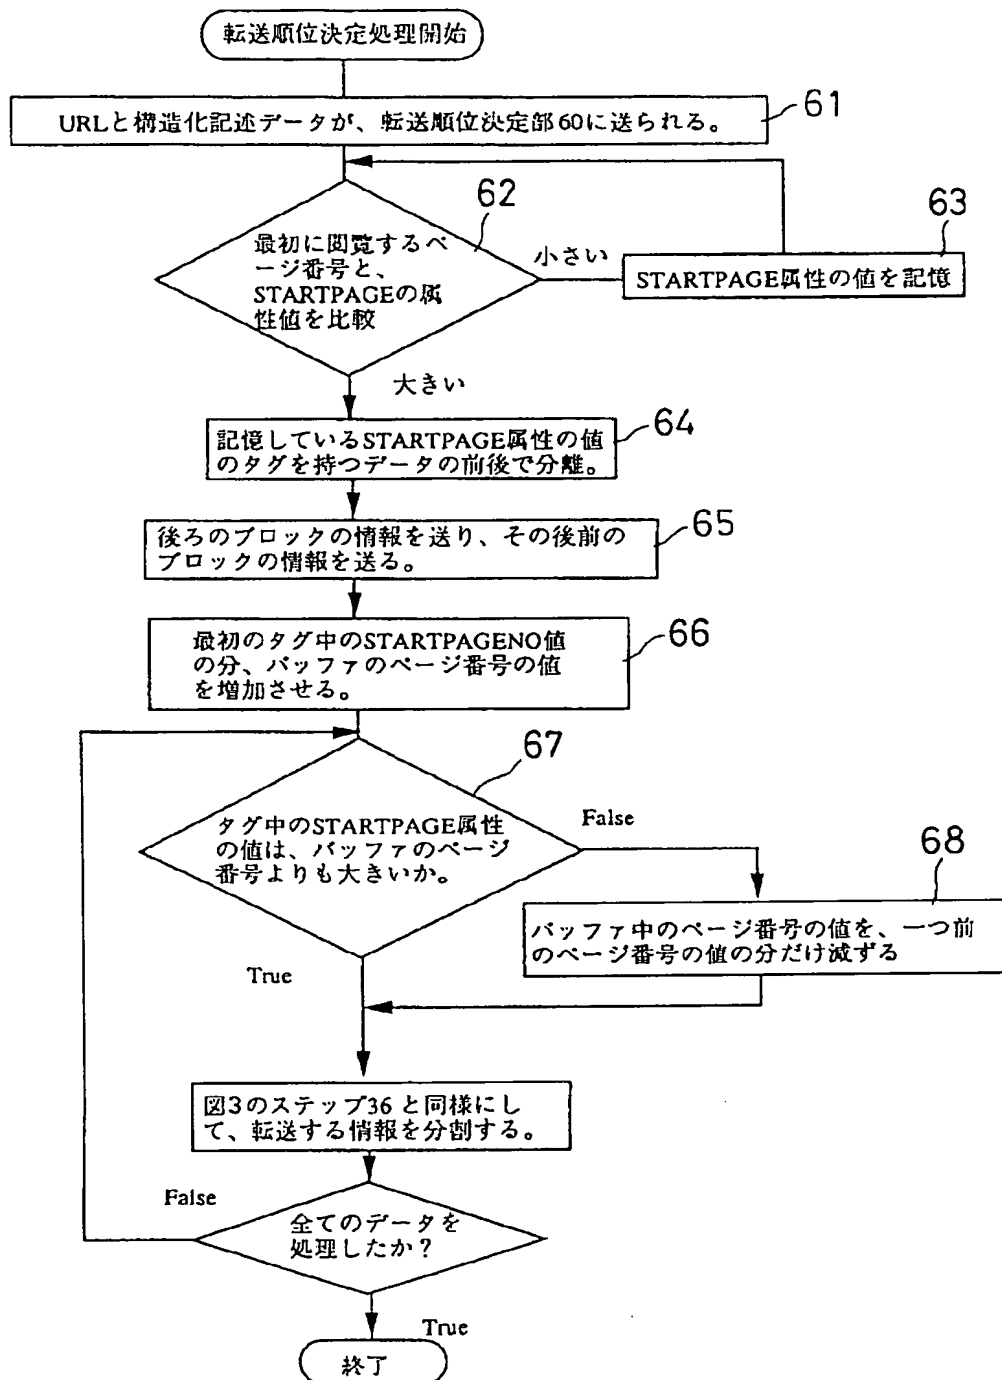 転送順位決定処理開始
61
URLと構造化記述データが、転送順位決定部60に送られる。
62
最初に閲覧するペ
ージ番号と、
STARTPAGEの属
性値を比較
小さい
63
STARTPAGE属性の値を記憶
大きい
64
記憶しているSTARTPAGE属性の値
のタグを持つデータの前後で分離。
65
後ろのブロックの情報を送り、その後前の
ブロックの情報を送る。
66
最初のタグ中のSTARTPAGENO値
の分、バッファのページ番号の値
を増加させる。
67
タグ中のSTARTPAGE属性
の値は、バッファのページ
番号よりも大きいか。
False
68
バッファ中のページ番号の値を、一つ前
のページ番号の値の分だけ減ずる
True
図3のステップ36と同様にし
て、転送する情報を分割する。
False
全てのデータを
処理したか?
True
終了